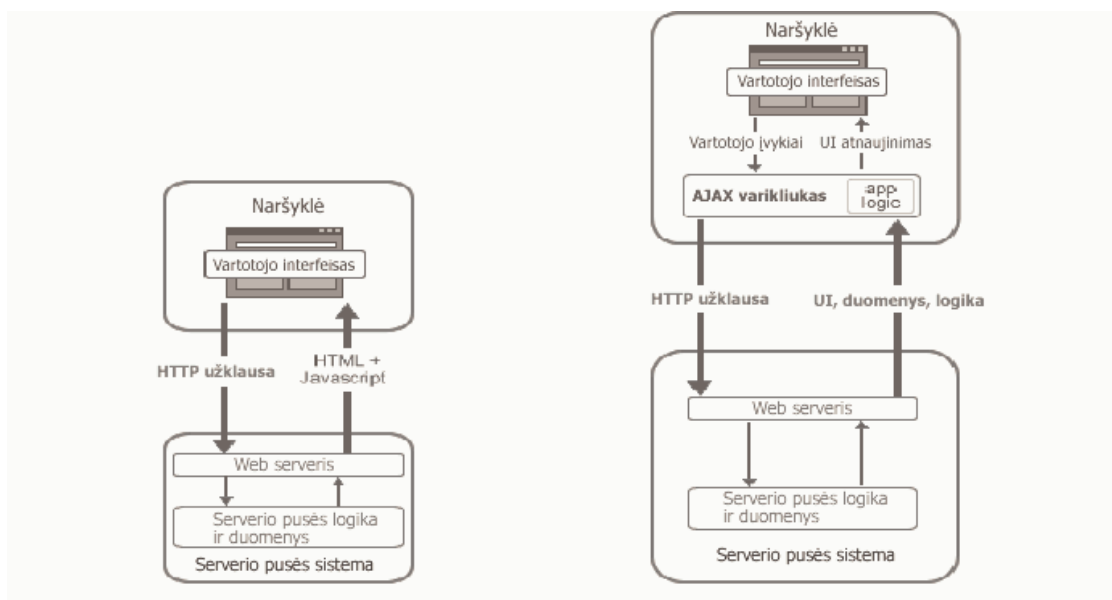 Naršyklė
Vartotojo interfeisas
HTTP užklausa
HTML +
Javascript
Web serveris
Serverio pusės logika
ir duomenys
Serverio pusės sistema
Naršyklė
Vartotojo interfeisas
Vartotojo įvykiai
UI atnaujinimas
AJAX varikliukas
app
logic
HTTP užklausa
UI, duomenys, logika
Web serveris
Serverio pusės logika
ir duomenys
Serverio pusės sistema